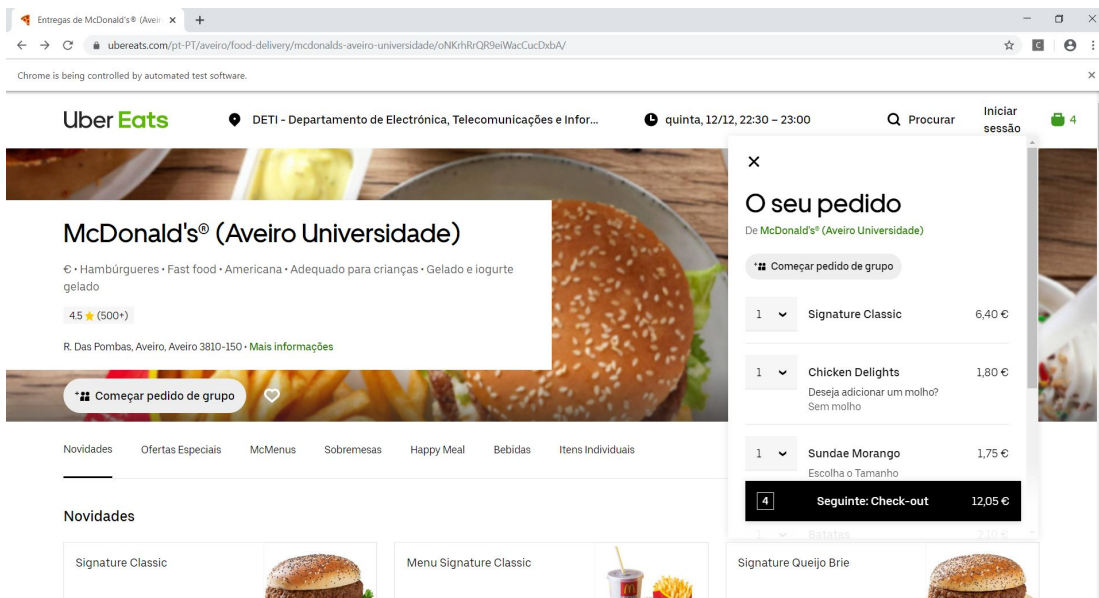 Entregas de McDonald's® (Aveir
ubereats.com/pt-PT/aveiro/food-delivery/mcdonalds-aveiro-universidade/oNKrhRrQR9eiWacCucDxbA/
Chrome is being controlled by automated test software.
Uber Eats
DETI - Departamento de Electrónica, Telecomunicações e Infor...
quinta, 12/12, 22:30 – 23:00
Procurar
Iniciar
sessão
4
McDonald's® (Aveiro Universidade)
€ • Hambúrgueres • Fast food • Americana • Adequado para crianças • Gelado e iogurte
gelado
4.5 (500+)
R. Das Pombas, Aveiro, Aveiro 3810-150 • Mais informações
Começar pedido de grupo
Novidades Ofertas Especiais McMenus Sobremesas Happy Meal Bebidas Itens Individuais
Novidades
Signature Classic
Menu Signature Classic
Signature Queijo Brie
O seu pedido
De McDonald's® (Aveiro Universidade)
Começar pedido de grupo
1 Signature Classic 6,40 €
1 Chicken Delights 1,80 €
Deseja adicionar um molho?
Sem molho
1 Sundae Morango 1,75 €
Escolha o Tamanho
4 Seguinte: Check-out 12,05 €
1 Batatas 2,10 €